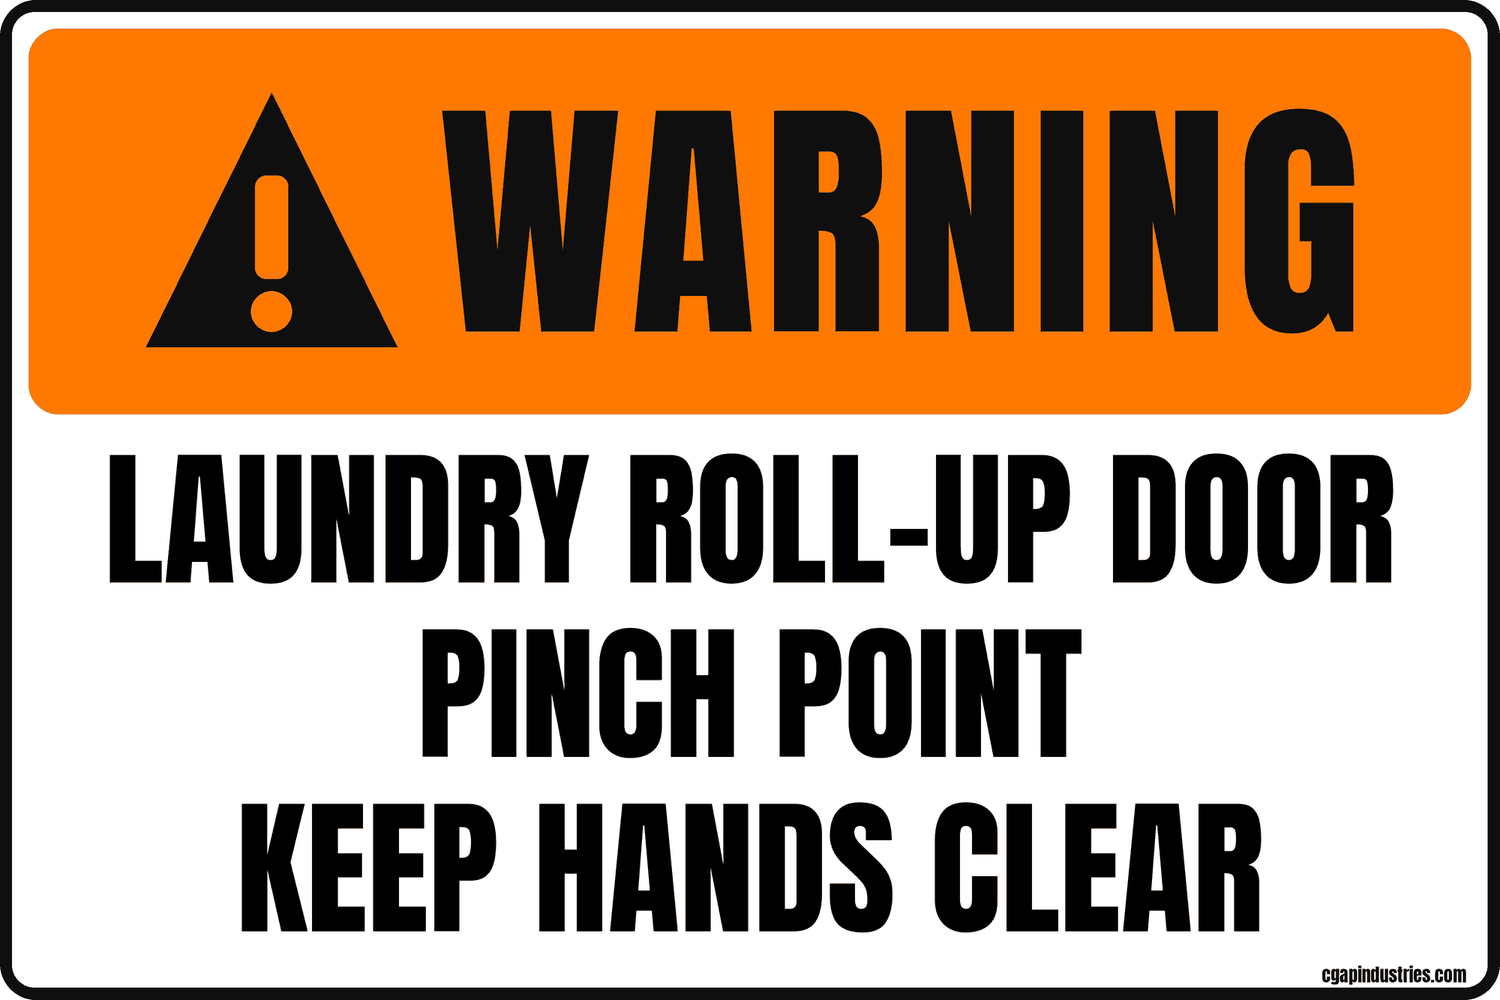 WARNING
LAUNDRY ROLL-UP DOOR
PINCH POINT
KEEP HANDS CLEAR
cgapindustries.com